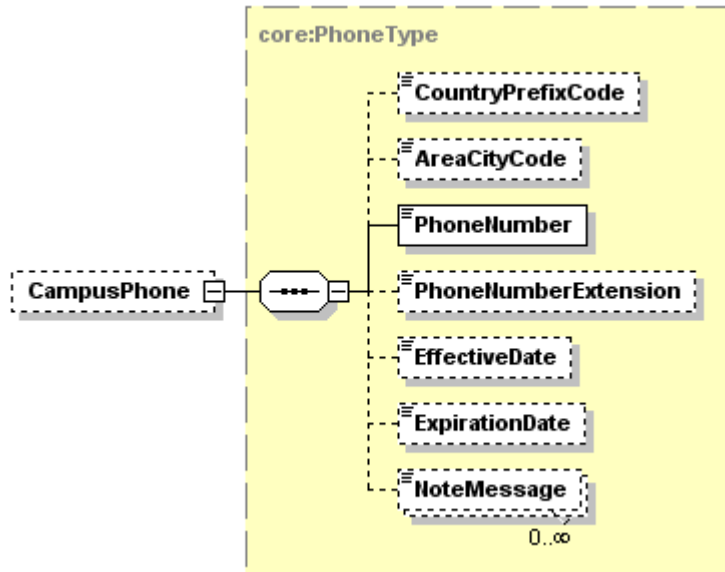 core:PhoneType
CountryPrefixCode
AreaCityCode
PhoneNumber
CampusPhone
PhoneNumberExtension
EffectiveDate
ExpirationDate
NoteMessage
0..∞